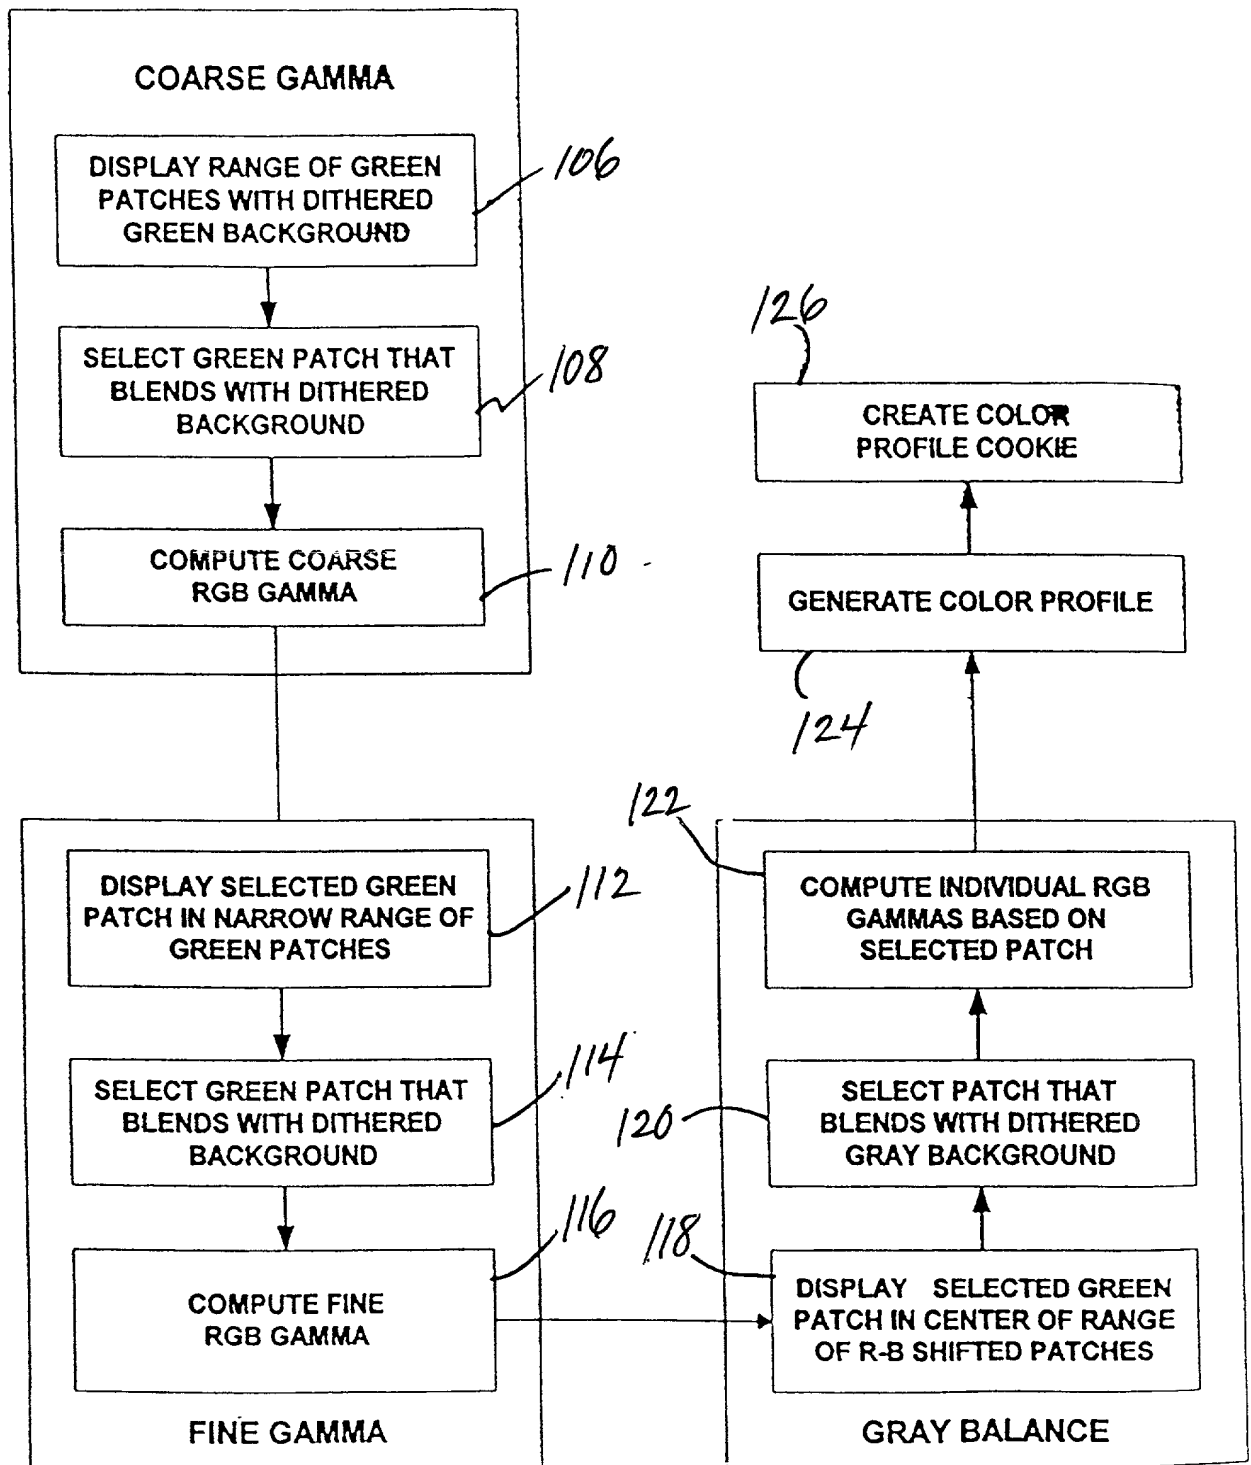 COARSE GAMMA
DISPLAY RANGE OF GREEN
PATCHES WITH DITHERED
GREEN BACKGROUND
106
SELECT GREEN PATCH THAT
BLENDS WITH DITHERED
BACKGROUND
108
COMPUTE COARSE
RGB GAMMA
110
DISPLAY SELECTED GREEN
PATCH IN NARROW RANGE OF
GREEN PATCHES
112
SELECT GREEN PATCH THAT
BLENDS WITH DITHERED
BACKGROUND
114
COMPUTE FINE
RGB GAMMA
116
FINE GAMMA
118
DISPLAY SELECTED GREEN
PATCH IN CENTER OF RANGE
OF R-B SHIFTED PATCHES
120
SELECT PATCH THAT
BLENDS WITH DITHERED
GRAY BACKGROUND
122
COMPUTE INDIVIDUAL RGB
GAMMAS BASED ON
SELECTED PATCH
GRAY BALANCE
124
GENERATE COLOR PROFILE
126
CREATE COLOR
PROFILE COOKIE